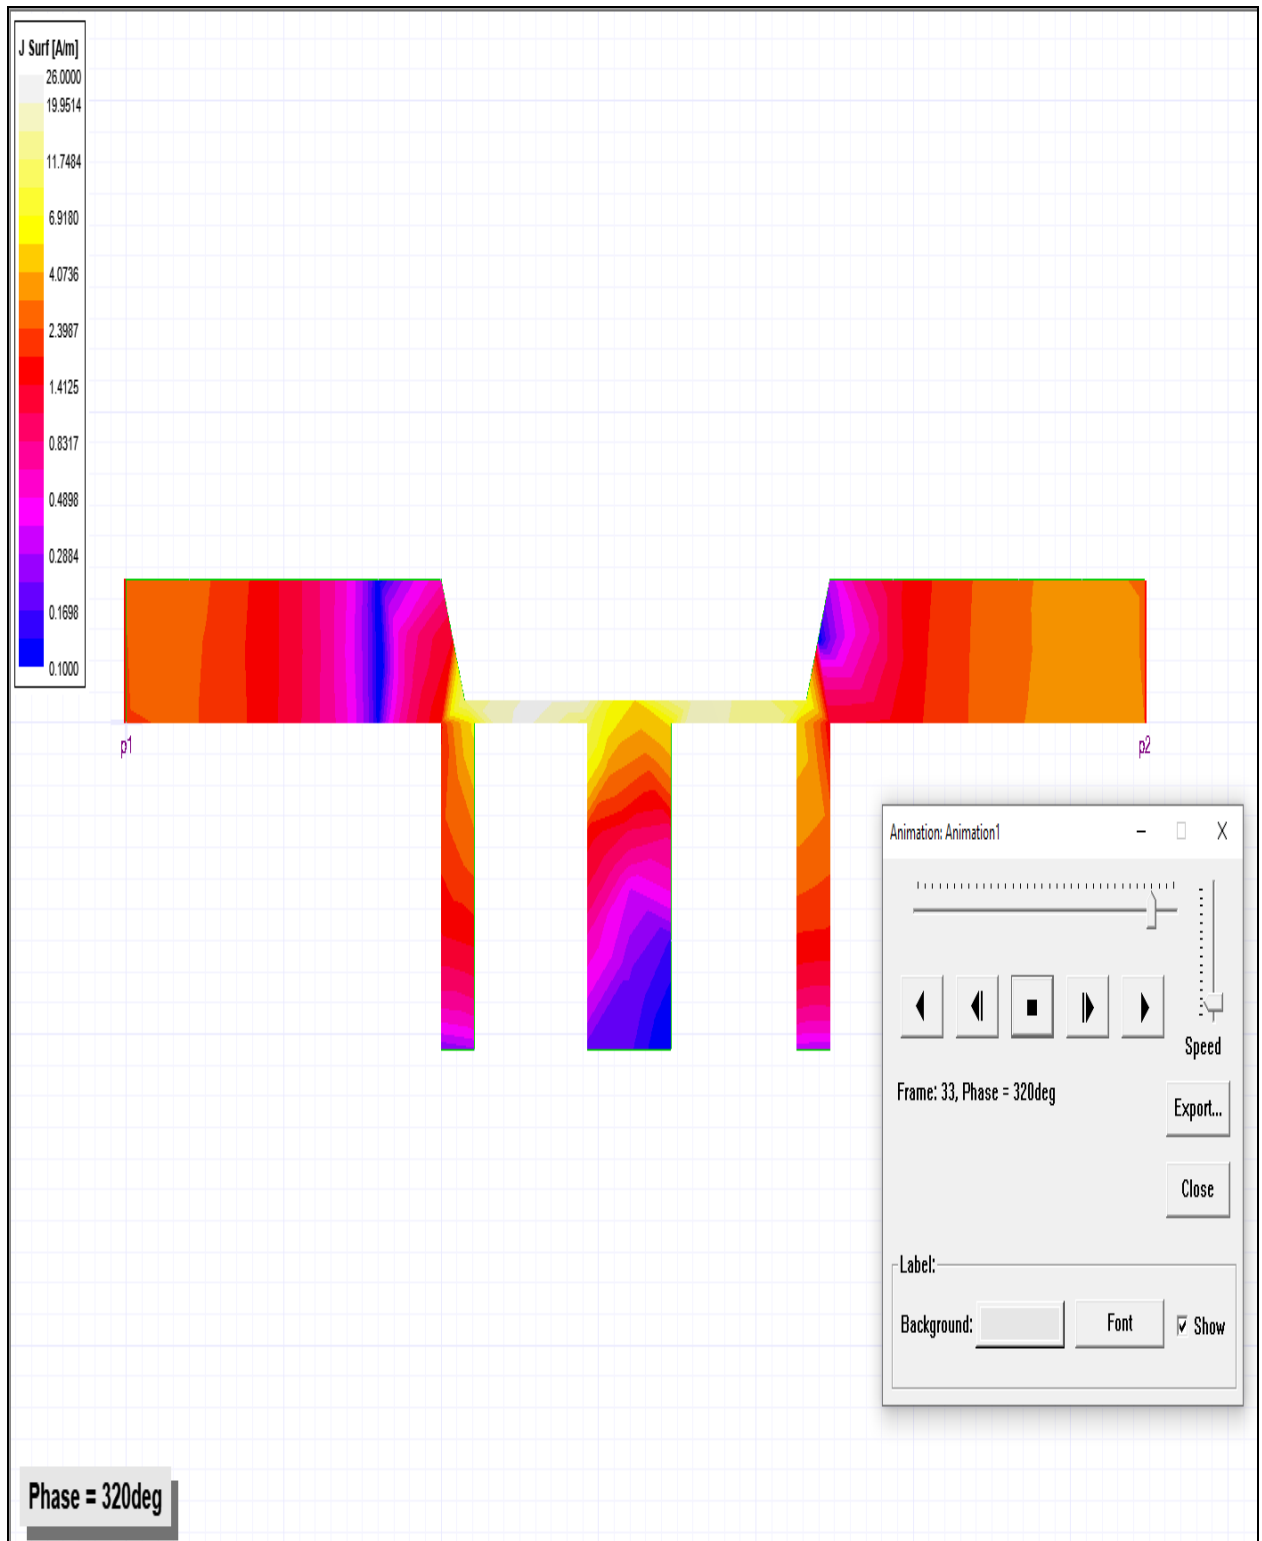 J Surf [A/m]
26.0000
19.9514
11.7484
6.9180
4.0736
2.3987
1.4125
0.8317
0.4898
0.2884
0.1698
0.1000
p1
p2
Animation: Animation1
Speed
Frame: 33, Phase = 320deg
Export...
Close
Label:
Background:
Font
Show
Phase = 320deg